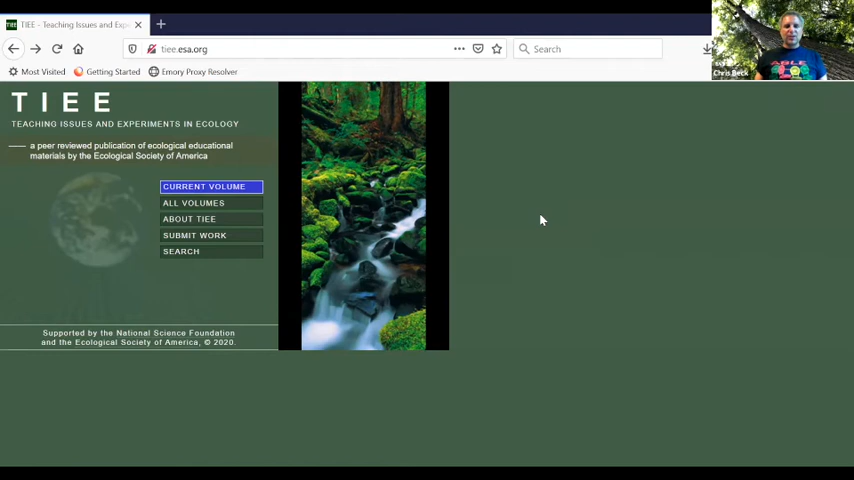 TIEE
TIEE - Teaching Issues and Expe
tiee.esa.org
Search
Chris Beck
ABLE
Most Visited
Getting Started
Emory Proxy Resolver
TIEE
TEACHING ISSUES AND EXPERIMENTS IN ECOLOGY
a peer reviewed publication of ecological educational
materials by the Ecological Society of America
CURRENT VOLUME
ALL VOLUMES
ABOUT TIEE
SUBMIT WORK
SEARCH
Supported by the National Science Foundation
and the Ecological Society of America, © 2020.